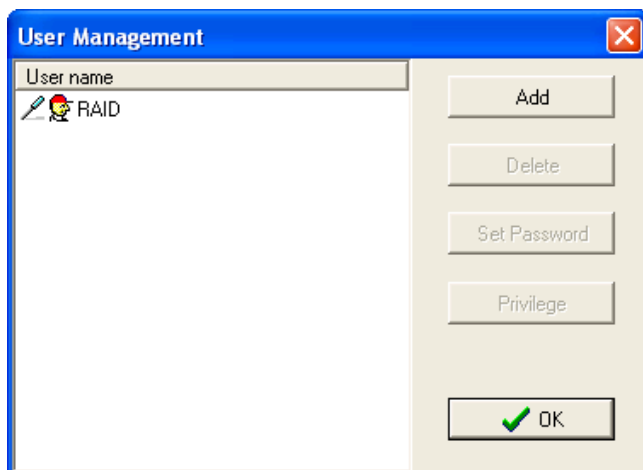 User Management
User name
RAID
Add
Delete
Set Password
Privilege
OK